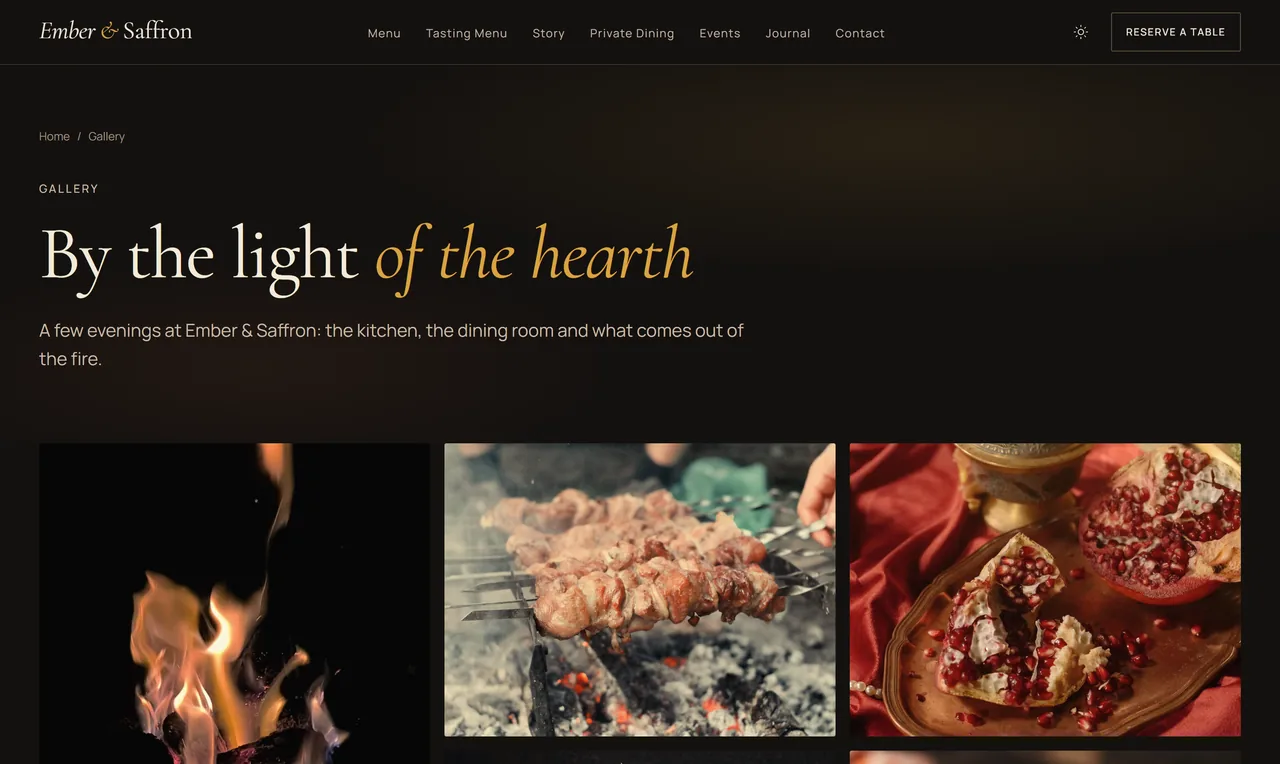 Ember & Saffron
Menu
Tasting Menu
Story
Private Dining
Events
Journal
Contact
RESERVE A TABLE
Home / Gallery
GALLERY
By the light of the hearth
A few evenings at Ember & Saffron: the kitchen, the dining room and what comes out of
the fire.